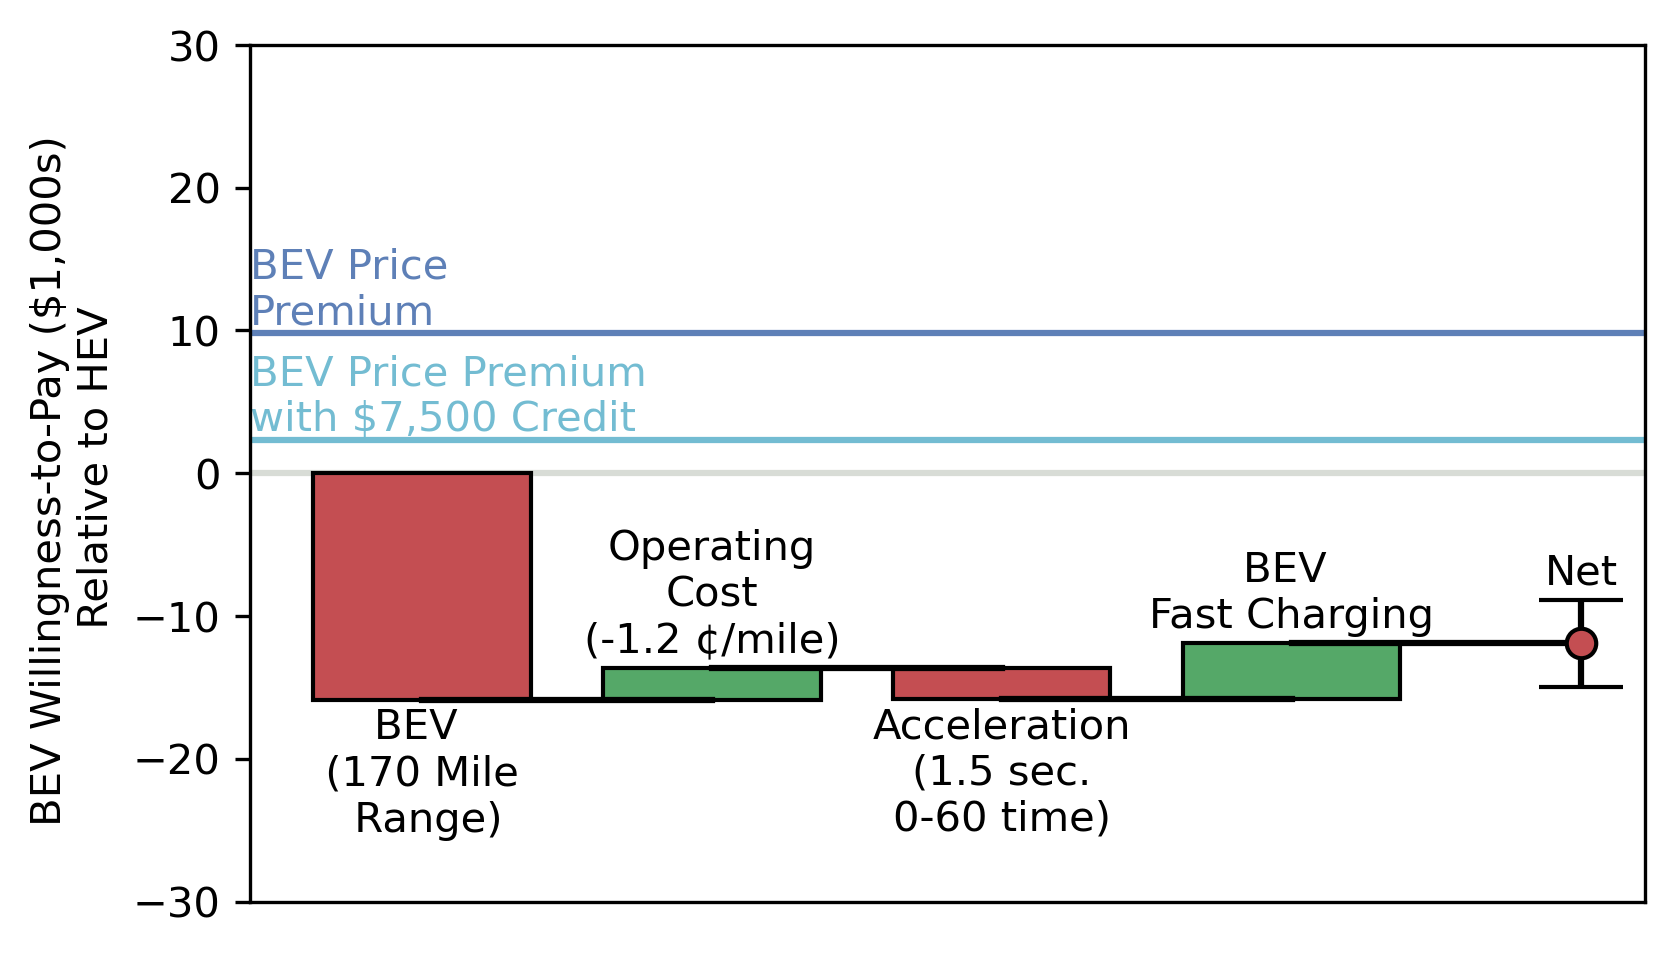 BEV Willingness-to-Pay ($1,000s)
Relative to HEV
30
20
10
0
−10
−20
−30
BEV Price
Premium
BEV Price Premium
with $7,500 Credit
BEV
(170 Mile
Range)
Operating
Cost
(-1.2 ¢/mile)
Acceleration
(1.5 sec.
0-60 time)
BEV
Fast Charging
Net